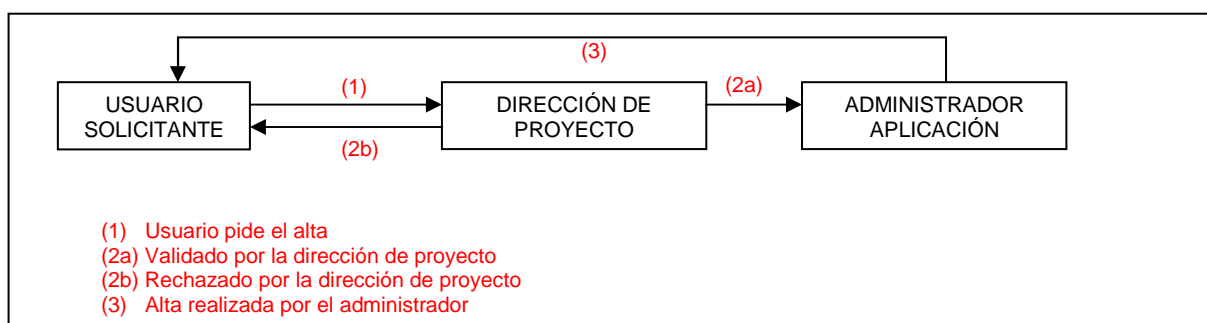 (3)
USUARIO
SOLICITANTE
(1)
(2b)
DIRECCIÓN DE
PROYECTO
(2a)
ADMINISTRADOR
APLICACIÓN
(1) Usuario pide el alta
(2a) Validado por la dirección de proyecto
(2b) Rechazado por la dirección de proyecto
(3) Alta realizada por el administrador